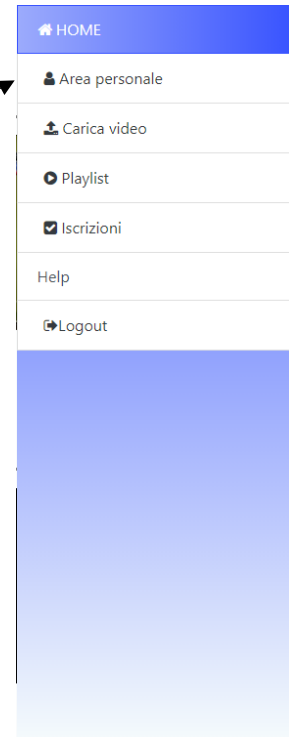 HOME
Area personale
Carica video
Playlist
Iscrizioni
Help
Logout